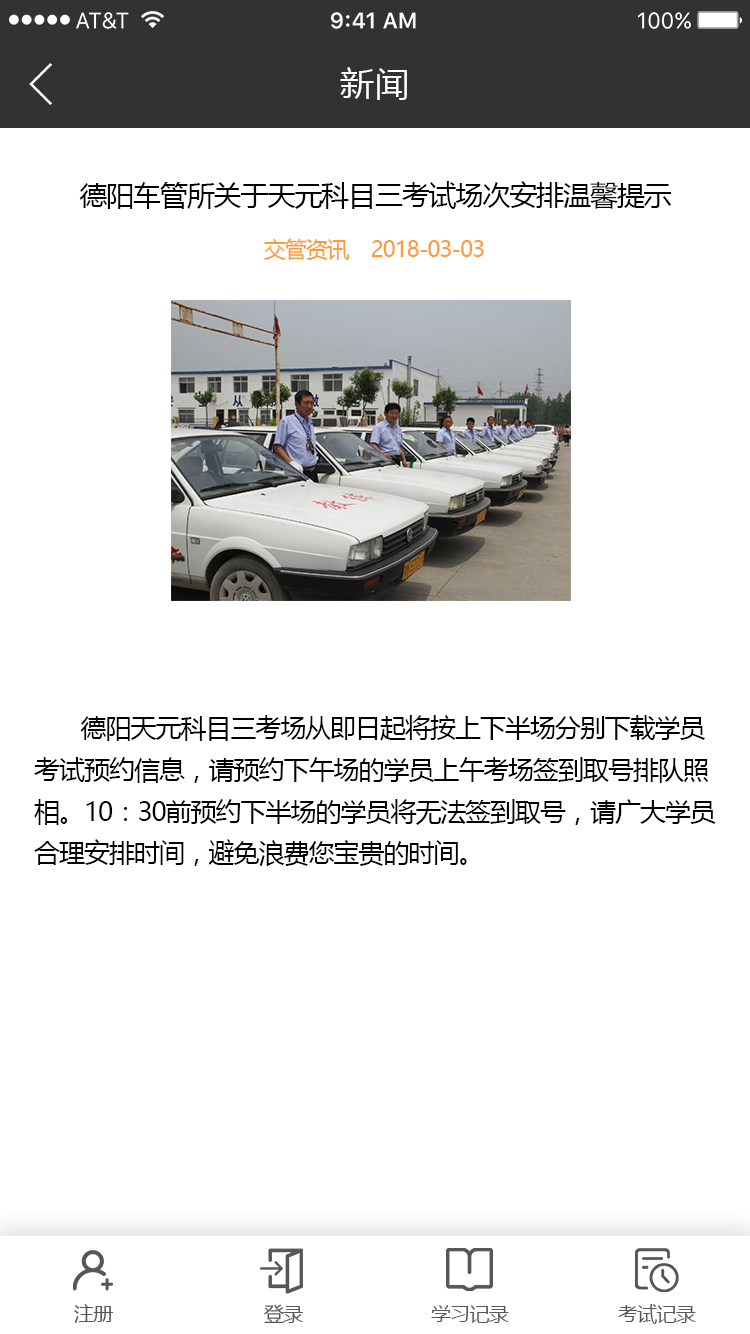 AT&T 9:41 AM 100%
新闻
德阳车管所关于天元科目三考试场次安排温馨提示
交管资讯 2018-03-03
德阳天元科目三考场从即日起将按上下半场分别下载学员
考试预约信息，请预约下午场的学员上午考场签到取号排队照
相。10：30前预约下半场的学员将无法签到取号，请广大学员
合理安排时间，避免浪费您宝贵的时间。
注册 登录 学习记录 考试记录